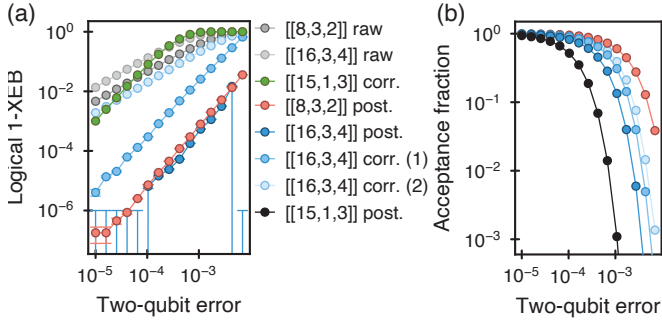 (a)
10^0
10^-2
10^-4
10^-6
Logical 1-XEB
10^-5
10^-4
10^-3
Two-qubit error
[[8,3,2]] raw
[[16,3,4]] raw
[[15,1,3]] corr.
[[8,3,2]] post.
[[16,3,4]] post.
[[16,3,4]] corr. (1)
[[16,3,4]] corr. (2)
[[15,1,3]] post.
(b)
10^0
10^-1
10^-2
10^-3
Acceptance fraction
10^-5
10^-4
10^-3
Two-qubit error